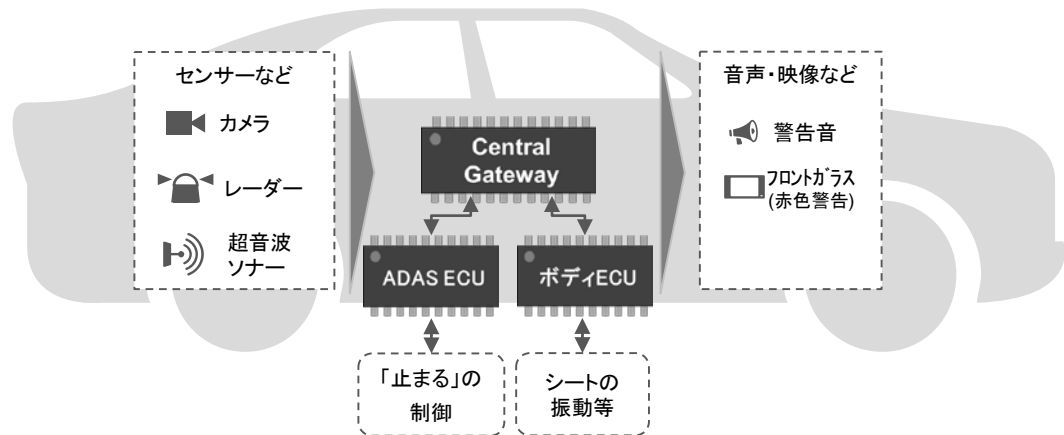 センサーなど
カメラ
レーダー
超音波
ソナー
Central
Gateway
ADAS ECU
ボディECU
「止まる」の
制御
シートの
振動等
音声・映像など
警告音
フロントガラス
(赤色警告)